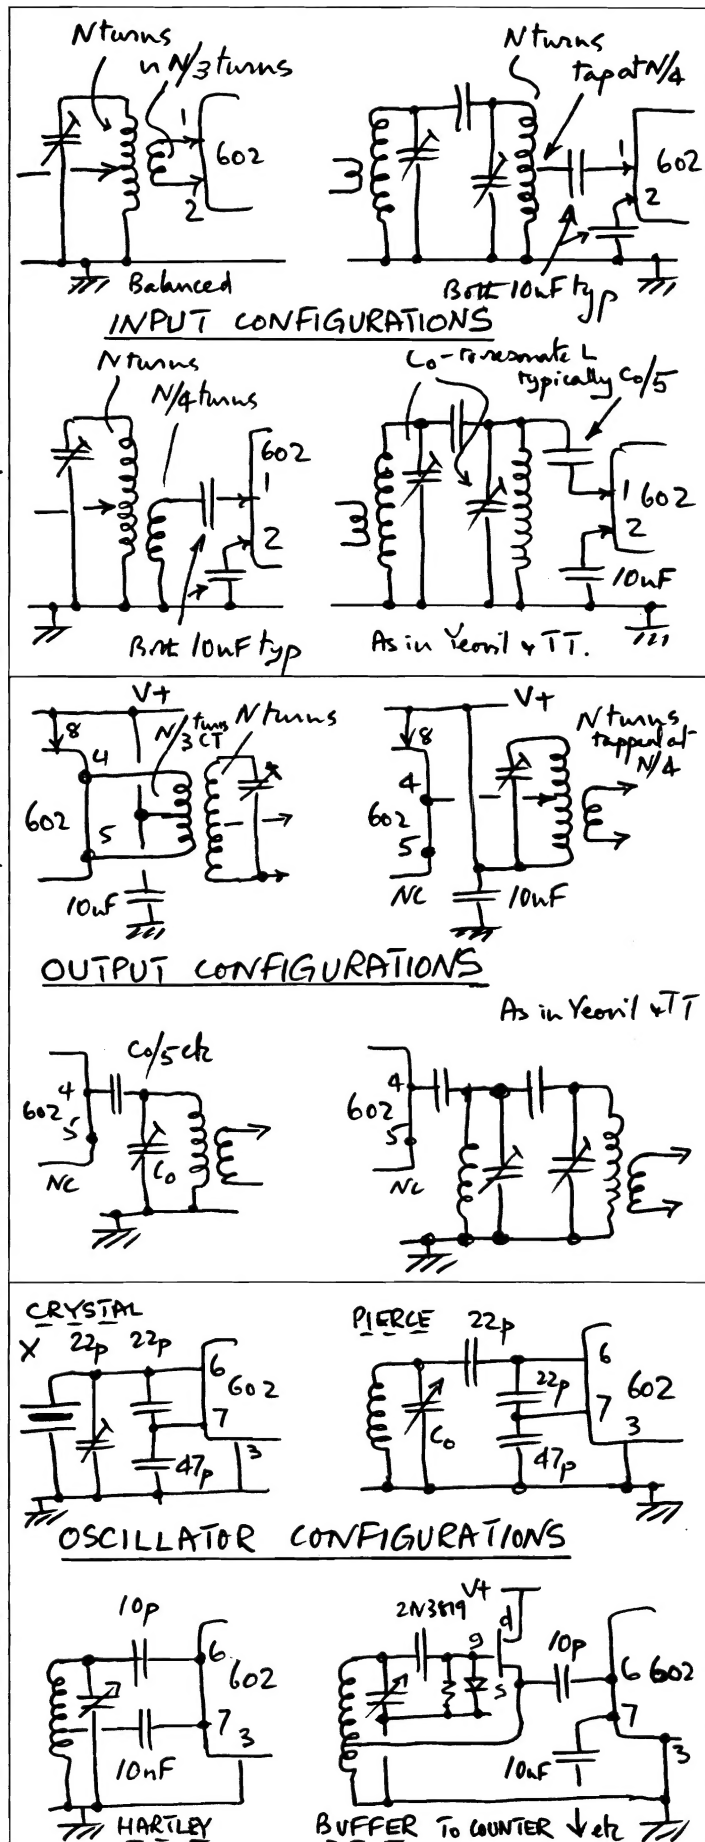 N turns
n N/3 turns
1
602
2
Balanced
N turns
tap at N/4
1
602
2
Both 10nF typ
INPUT CONFIGURATIONS
N turns
N/4 turns
602
1
2
Both 10nF typ
Co - to resonate L
typically Co/5
1
602
2
10nF
As in Yeovil & TT.
V+
8
4
N/3 turns CT
N turns
602
5
10nF
V+
8
N turns
tapped at
N/4
4
602
5
NC
10nF
OUTPUT CONFIGURATIONS
As in Yeovil & TT
Co/5 etc
4
602
5
Co
NC
4
602
5
NC
CRYSTAL
X 22p 22p
6
602
7
3
47p
PIERCE
22p
6
22p
602
7
3
Co
47p
OSCILLATOR CONFIGURATIONS
10p
6
602
7
3
10nF
HARTLEY
V+
2N3819
d
g
s
10p
6
602
7
10nF
3
BUFFER TO COUNTER ↓ etc